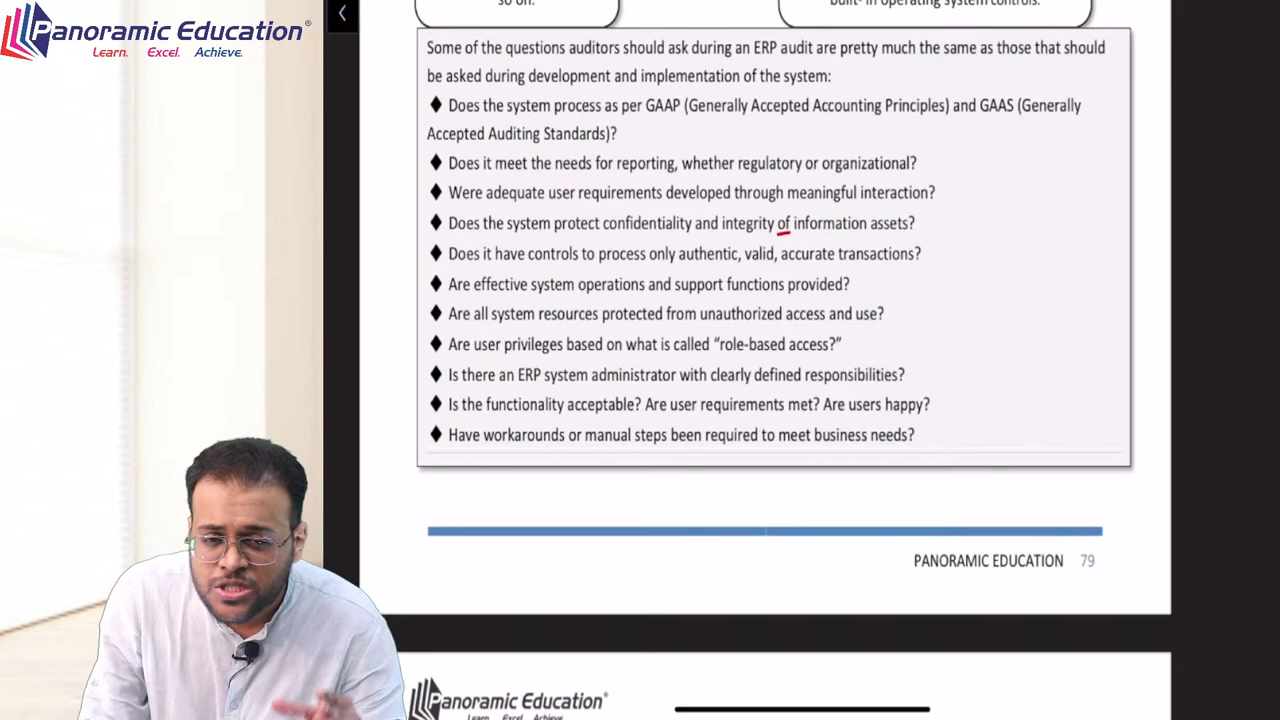 Panoramic Education®
Learn. Excel. Achieve.
so on.
built- in operating system controls.
Some of the questions auditors should ask during an ERP audit are pretty much the same as those that should
be asked during development and implementation of the system:
♦ Does the system process as per GAAP (Generally Accepted Accounting Principles) and GAAS (Generally
Accepted Auditing Standards)?
♦ Does it meet the needs for reporting, whether regulatory or organizational?
♦ Were adequate user requirements developed through meaningful interaction?
♦ Does the system protect confidentiality and integrity of information assets?
♦ Does it have controls to process only authentic, valid, accurate transactions?
♦ Are effective system operations and support functions provided?
♦ Are all system resources protected from unauthorized access and use?
♦ Are user privileges based on what is called “role-based access?”
♦ Is there an ERP system administrator with clearly defined responsibilities?
♦ Is the functionality acceptable? Are user requirements met? Are users happy?
♦ Have workarounds or manual steps been required to meet business needs?
PANORAMIC EDUCATION 79
Panoramic Education®
Learn. Excel. Achieve.